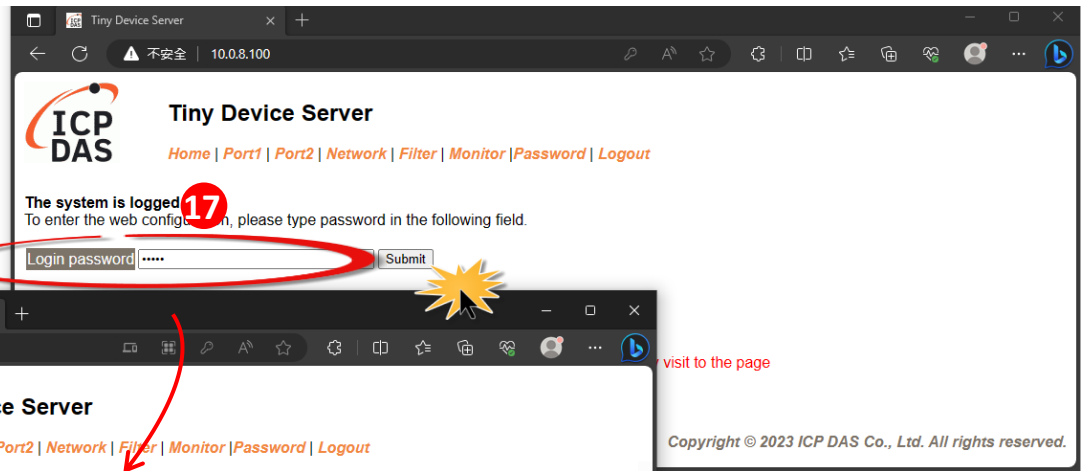 Tiny Device Server
不安全 | 10.0.8.100
ICP
DAS
Tiny Device Server
Home | Port1 | Port2 | Network | Filter | Monitor |Password | Logout
The system is logged
17
To enter the web configu n, please type password in the following field.
Login password ••••• Submit
visit to the page
e Server
Port2 | Network | Filter | Monitor |Password | Logout
Copyright © 2023 ICP DAS Co., Ltd. All rights reserved.